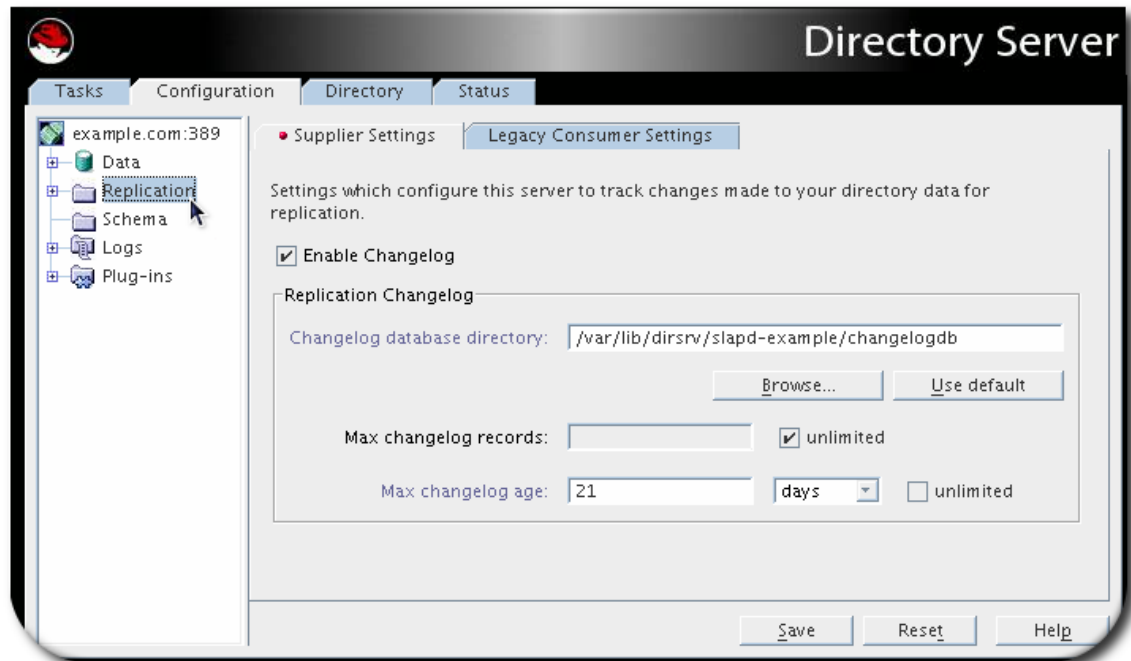 Directory Server
Tasks
Configuration
Directory
Status
example.com:389
Data
Replication
Schema
Logs
Plug-ins
Supplier Settings
Legacy Consumer Settings
Settings which configure this server to track changes made to your directory data for
replication.
Enable Changelog
Replication Changelog
Changelog database directory: /var/lib/dirsrv/slapd-example/changelogdb
Browse...
Use default
Max changelog records:
unlimited
Max changelog age: 21 days
unlimited
Save
Reset
Help